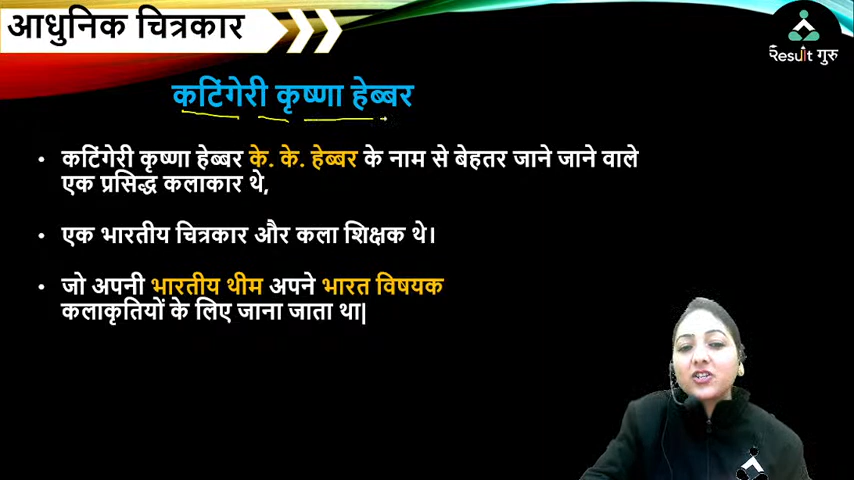 आधुनिक चित्रकार
Result गुरु
कटिंगेरी कृष्णा हेब्बर
• कटिंगेरी कृष्णा हेब्बर के. के. हेब्बर के नाम से बेहतर जाने जाने वाले
एक प्रसिद्ध कलाकार थे,
• एक भारतीय चित्रकार और कला शिक्षक थे।
• जो अपनी भारतीय थीम अपने भारत विषयक
कलाकृतियों के लिए जाना जाता था|